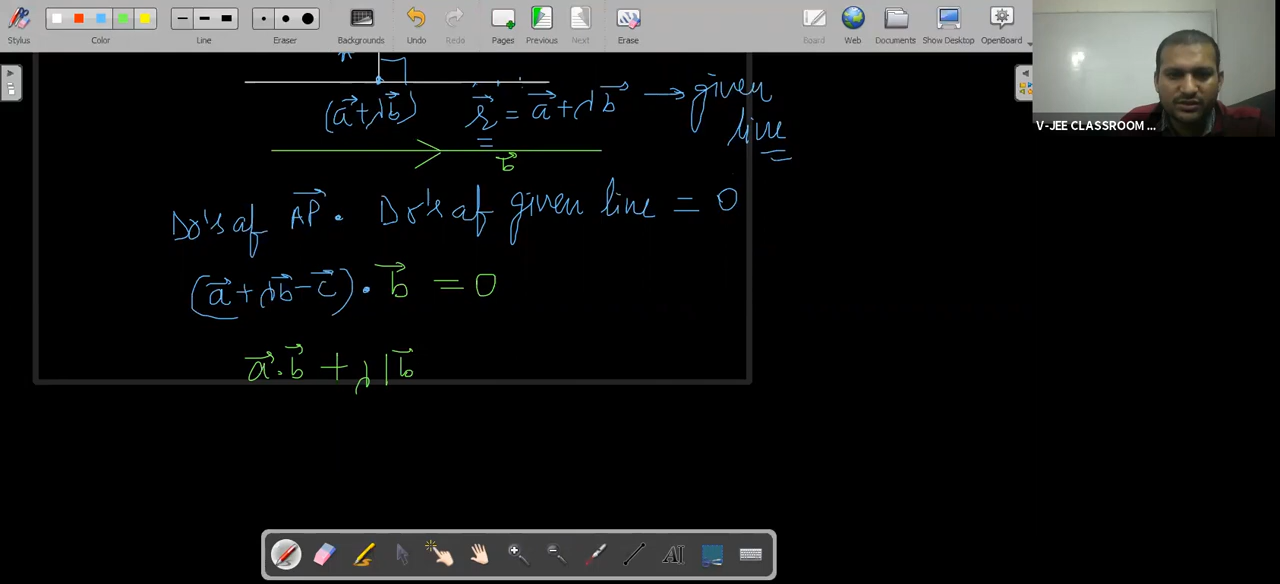 Stylus
Color
Line
Eraser
Backgrounds
Undo
Redo
Pages
Previous
Next
Erase
board
Web
Documents
Show Desktop
OpenBoard
V-JEE CLASSROOM ...
(a⃗+λb⃗) r⃗ = a⃗+λb⃗ → given
line
b⃗
Dr's of AP⃗ . Dr's of given line = 0
(a⃗+λb⃗-c⃗) . b⃗ = 0
a⃗.b⃗ + λ|b⃗
AI